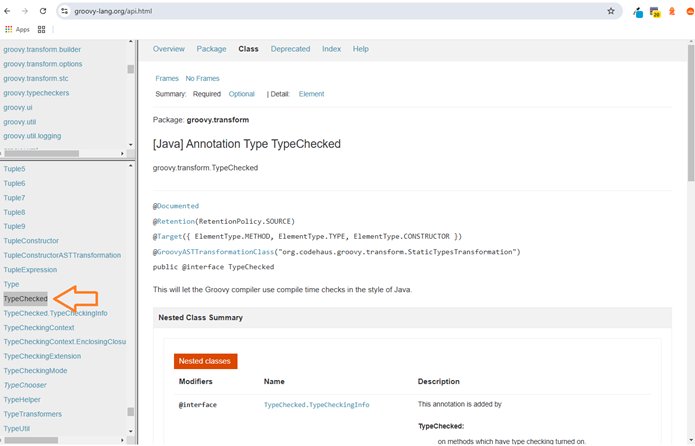 groovy-lang.org/api.html
Apps
groovy.transform.builder
groovy.transform.options
groovy.transform.stc
groovy.typecheckers
groovy.ui
groovy.util
groovy.util.logging
Tuple5
Tuple6
Tuple7
Tuple8
Tuple9
TupleConstructor
TupleConstructorASTTransformation
TupleExpression
Type
TypeChecked
TypeChecked.TypeCheckingInfo
TypeCheckingContext
TypeCheckingContext.EnclosingClosu
TypeCheckingExtension
TypeCheckingMode
TypeChooser
TypeHelper
TypeTransformers
TypeUtil
Overview Package Class Deprecated Index Help
Frames No Frames
Summary: Required Optional | Detail: Element
Package: groovy.transform
[Java] Annotation Type TypeChecked
groovy.transform.TypeChecked
@Documented
@Retention(RetentionPolicy.SOURCE)
@Target({ ElementType.METHOD, ElementType.TYPE, ElementType.CONSTRUCTOR })
@GroovyASTTransformationClass("org.codehaus.groovy.transform.StaticTypesTransformation")
public @interface TypeChecked
This will let the Groovy compiler use compile time checks in the style of Java.
Nested Class Summary
Nested classes
Modifiers Name Description
@interface TypeChecked.TypeCheckingInfo This annotation is added by
TypeChecked:
on methods which have type checking turned on.